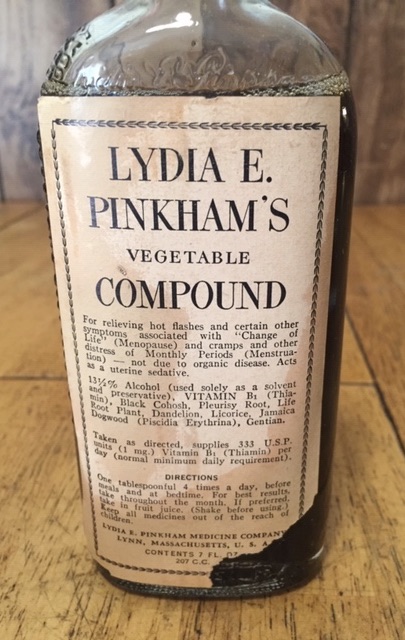 LYDIA E.
PINKHAM'S
VEGETABLE
COMPOUND
For relieving hot flashes and certain other
symptoms associated with "Change of
Life" (Menopause) and cramps and other
distress of Monthly Periods (Menstrua-
tion) — not due to organic disease. Acts
as a uterine sedative.
13½% Alcohol (used solely as a solvent
and preservative), VITAMIN B₁ (Thia-
min), Black Cohosh, Pleurisy Root, Life
Root Plant, Dandelion, Licorice, Jamaica
Dogwood (Piscidia Erythrina), Gentian.
Taken as directed, supplies 333 U.S.P.
units (1 mg.) Vitamin B₁ (Thiamin) per
day (normal minimum daily requirement).
DIRECTIONS
One tablespoonful 4 times a day, before
meals and at bedtime. For best results,
take throughout the month. If preferred,
take in fruit juice. (Shake before using.)
Keep all medicines out of the reach of
children.
LYDIA E. PINKHAM MEDICINE COMPANY
LYNN, MASSACHUSETTS, U. S. A.
CONTENTS 7 FL. OZ.
207 C.C.